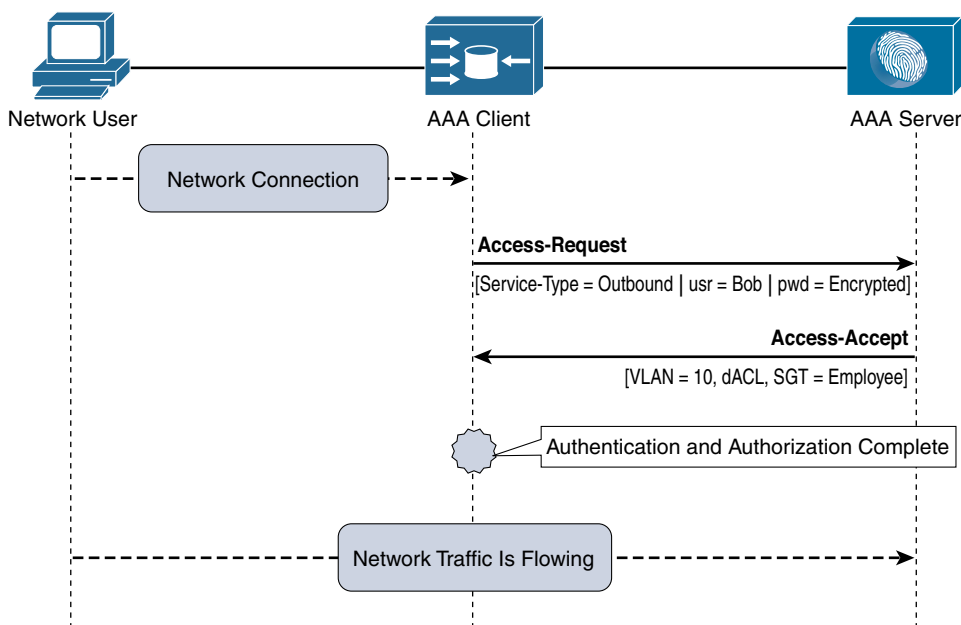 Network User
AAA Client
AAA Server
Network Connection
Access-Request
[Service-Type = Outbound | usr = Bob | pwd = Encrypted]
Access-Accept
[VLAN = 10, dACL, SGT = Employee]
Authentication and Authorization Complete
Network Traffic Is Flowing